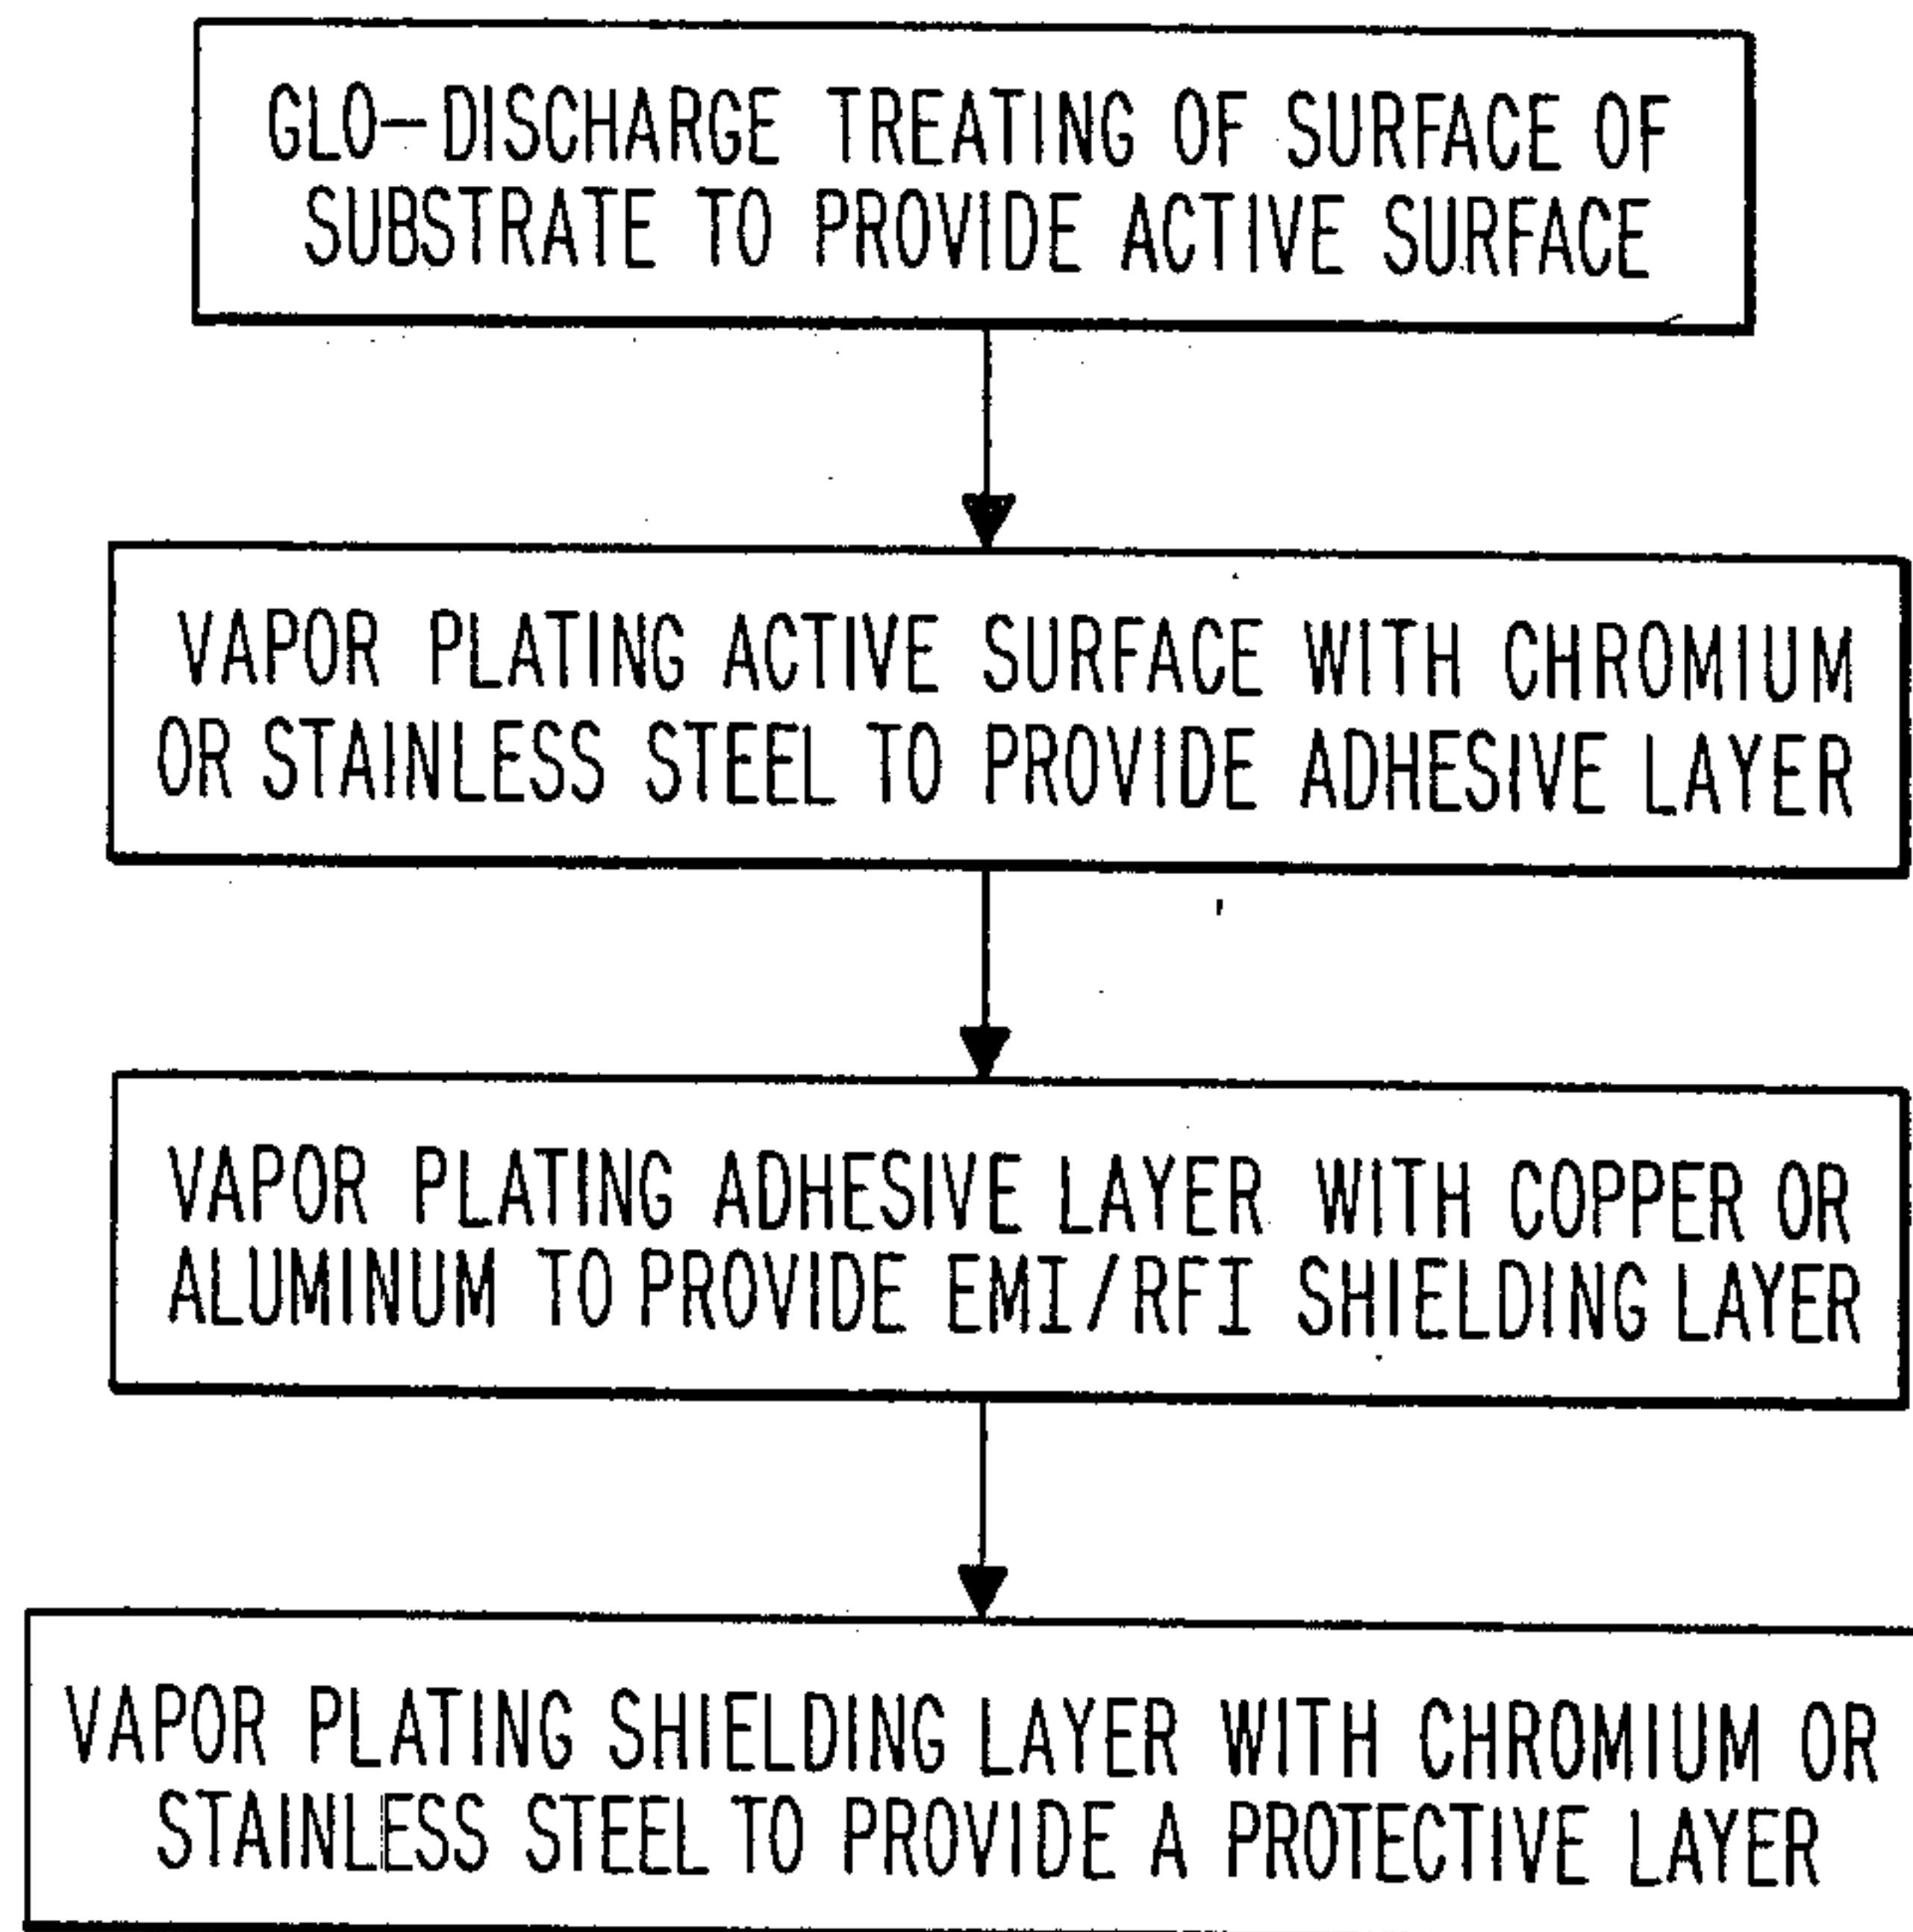 GLO-DISCHARGE TREATING OF SURFACE OF
SUBSTRATE TO PROVIDE ACTIVE SURFACE
VAPOR PLATING ACTIVE SURFACE WITH CHROMIUM
OR STAINLESS STEEL TO PROVIDE ADHESIVE LAYER
VAPOR PLATING ADHESIVE LAYER WITH COPPER OR
ALUMINUM TO PROVIDE EMI/RFI SHIELDING LAYER
VAPOR PLATING SHIELDING LAYER WITH CHROMIUM OR
STAINLESS STEEL TO PROVIDE A PROTECTIVE LAYER